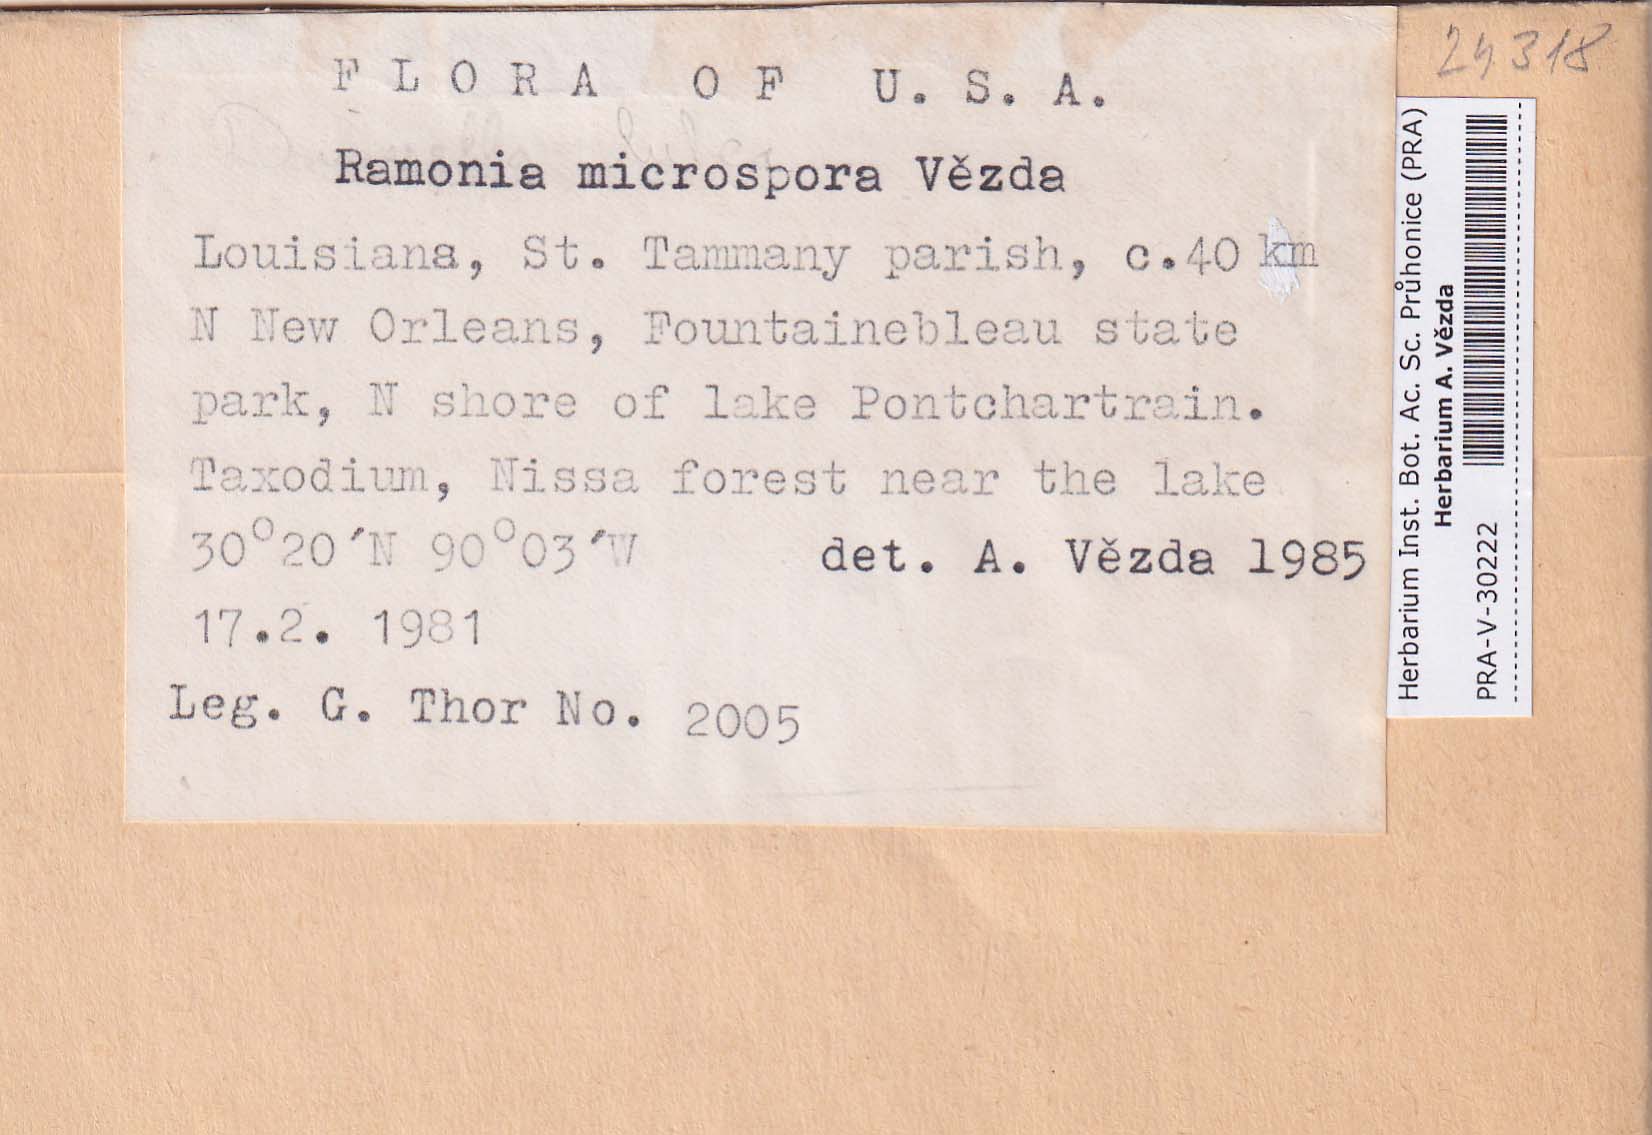 24318
FLORA OF U.S.A.
Ramonia microspora Vězda
Louisiana, St. Tammany parish, c.40 km
N New Orleans, Fountainebleau state
park, N shore of lake Pontchartrain.
Taxodium, Nissa forest near the lake
30°20´N 90°03´W det. A. Vězda 1985
17.2. 1981
Leg. G. Thor No. 2005
Herbarium Inst. Bot. Ac. Sc. Průhonice (PRA)
Herbarium A. Vězda
PRA-V-30222